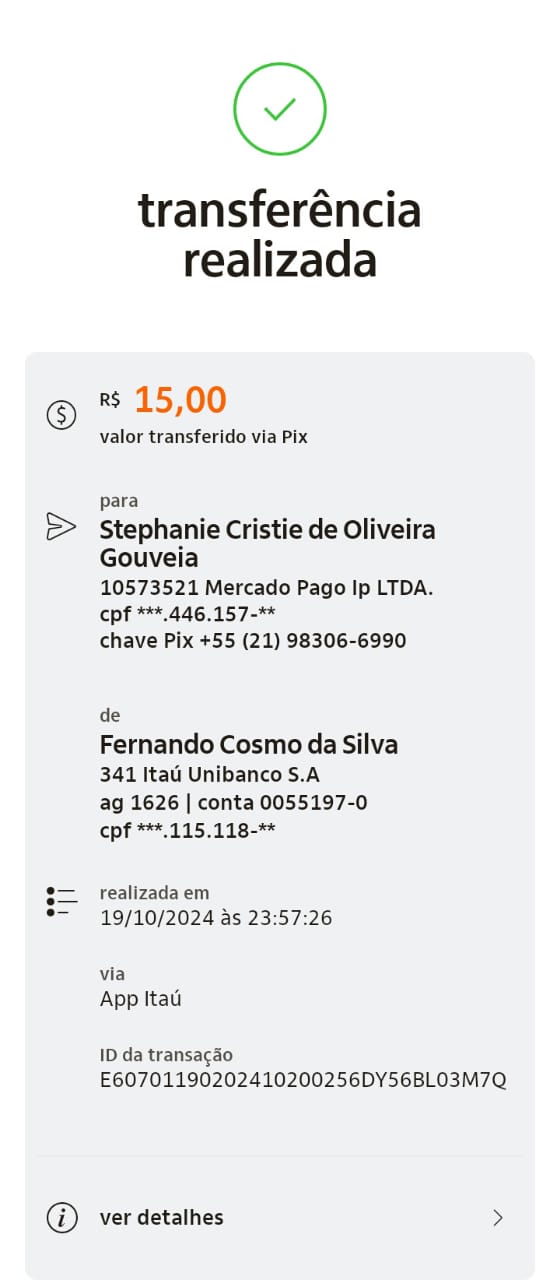 transferência
realizada
R$ 15,00
valor transferido via Pix
para
Stephanie Cristie de Oliveira
Gouveia
10573521 Mercado Pago Ip LTDA.
cpf ***.446.157-**
chave Pix +55 (21) 98306-6990
de
Fernando Cosmo da Silva
341 Itaú Unibanco S.A
ag 1626 | conta 0055197-0
cpf ***.115.118-**
realizada em
19/10/2024 às 23:57:26
via
App Itaú
ID da transação
E60701190202410200256DY56BL03M7Q
ver detalhes